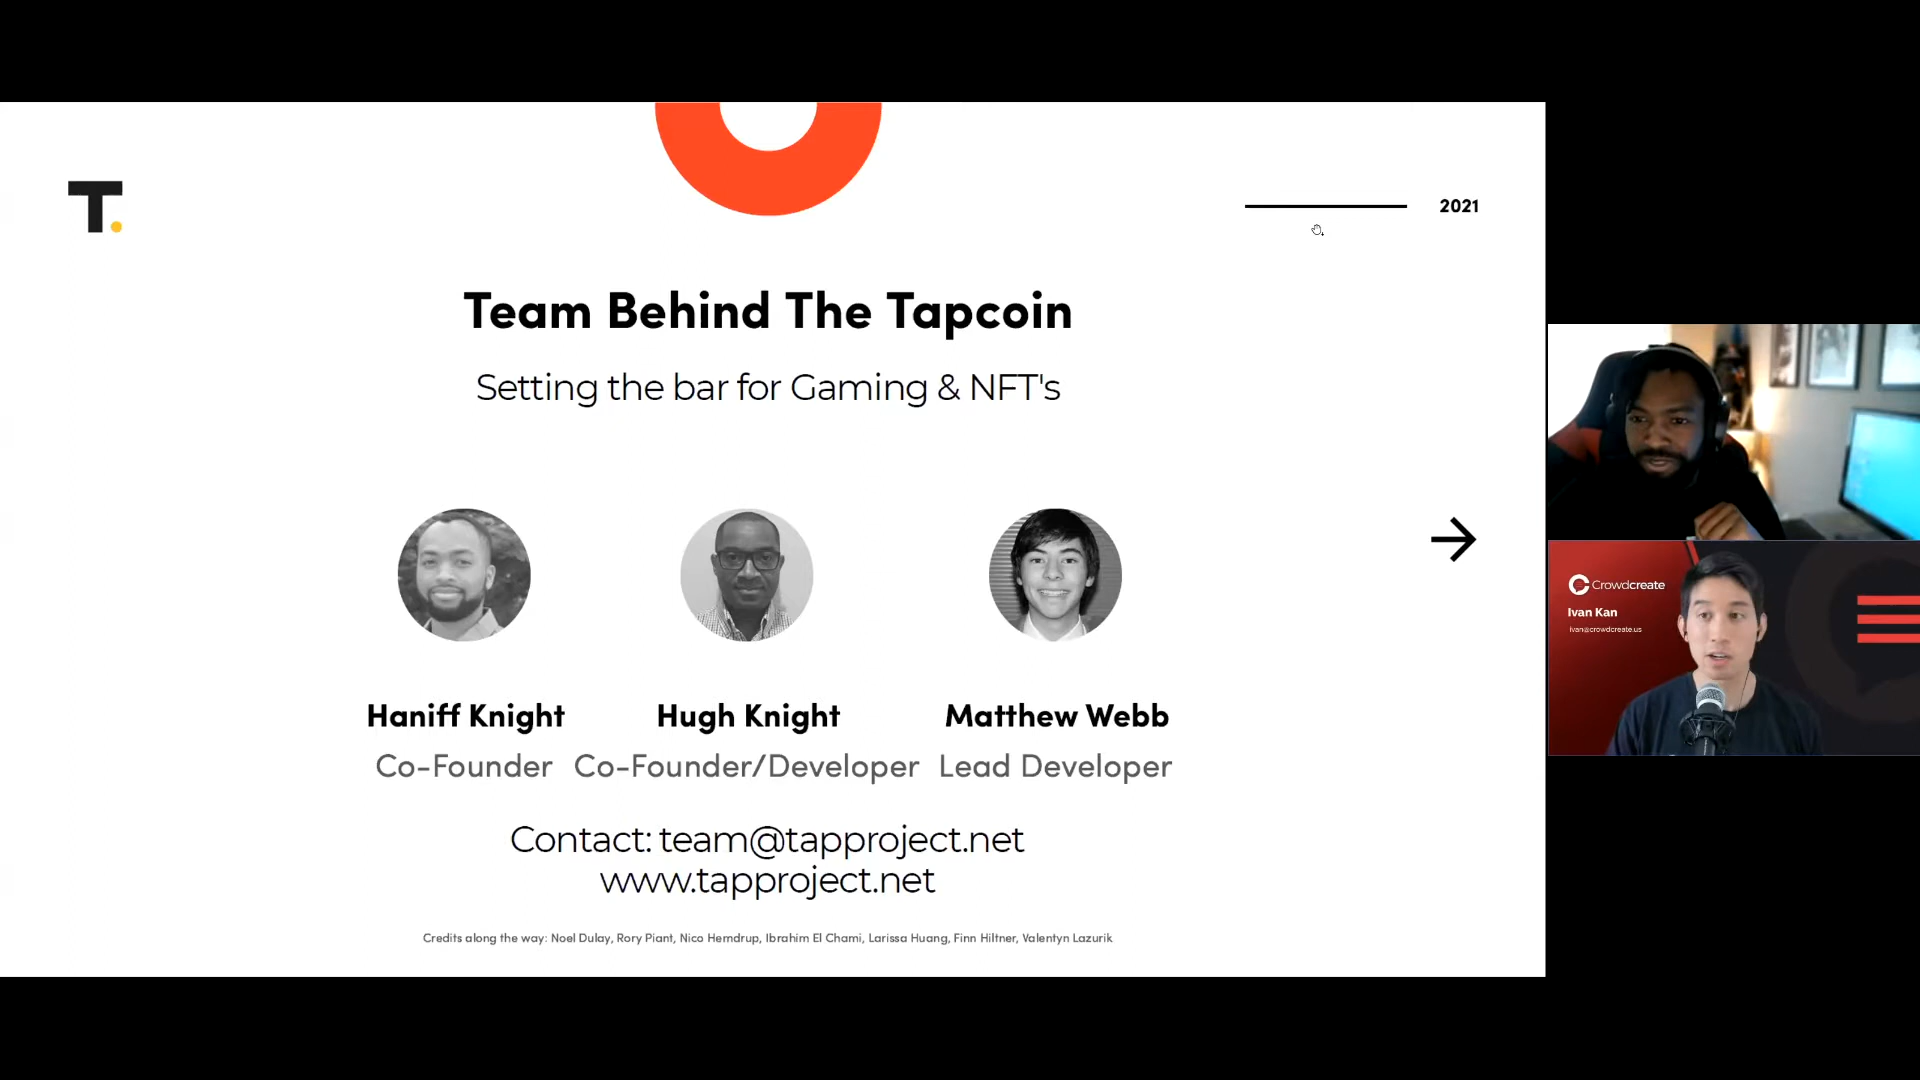 T.
2021
Team Behind The Tapcoin
Setting the bar for Gaming & NFT's
Haniff Knight
Hugh Knight
Matthew Webb
Co-Founder
Co-Founder/Developer
Lead Developer
Contact: team@tapproject.net
www.tapproject.net
Credits along the way: Noel Dulay, Rory Piant, Nico Hemdrup, Ibrahim El Chami, Larissa Huang, Finn Hiltner, Valentyn Lazurik
Crowdcreate
Ivan Kan
ivan@crowdcreate.us